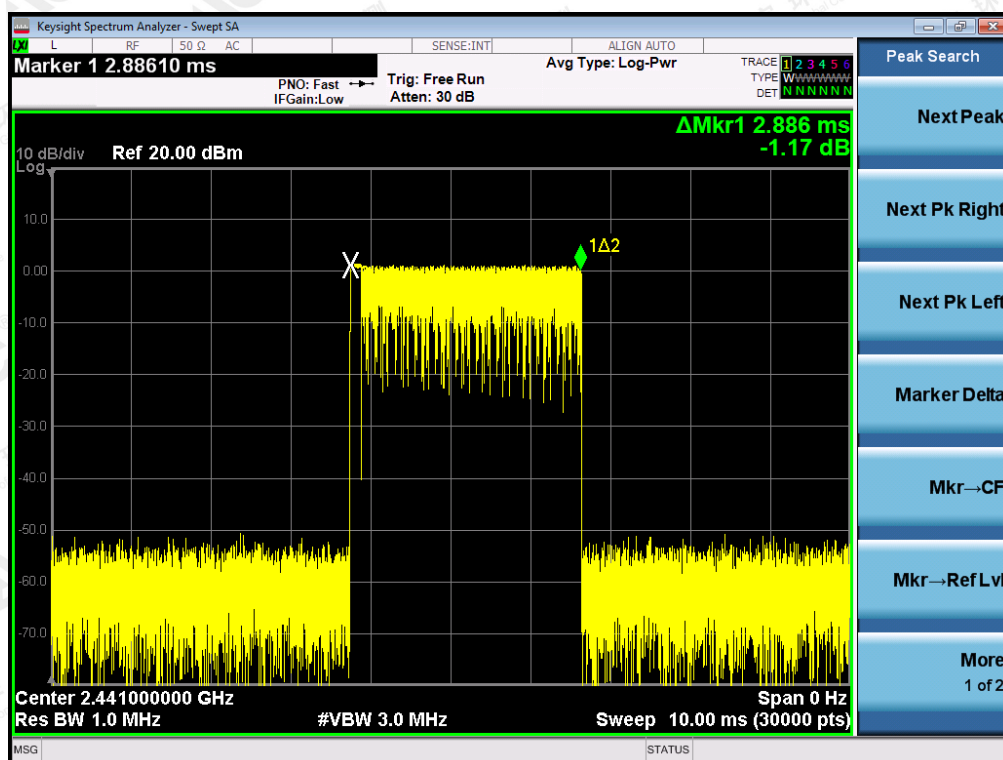 Keysight Spectrum Analyzer - Swept SA
LXI L RF 50 Ω AC SENSE:INT ALIGN AUTO
Marker 1 2.88610 ms
PNO: Fast
IFGain:Low
Trig: Free Run
Atten: 30 dB
Avg Type: Log-Pwr
TRACE 1 2 3 4 5 6
TYPE WWWWWW
DET N N N N N N
ΔMkr1 2.886 ms
-1.17 dB
10 dB/div Ref 20.00 dBm
Log
10.0
0.00
-10.0
-20.0
-30.0
-40.0
-50.0
-60.0
-70.0
X
1Δ2
Center 2.441000000 GHz Span 0 Hz
Res BW 1.0 MHz #VBW 3.0 MHz Sweep 10.00 ms (30000 pts)
MSG STATUS
Peak Search
Next Peak
Next Pk Right
Next Pk Left
Marker Delta
Mkr→CF
Mkr→Ref Lvl
More
1 of 2